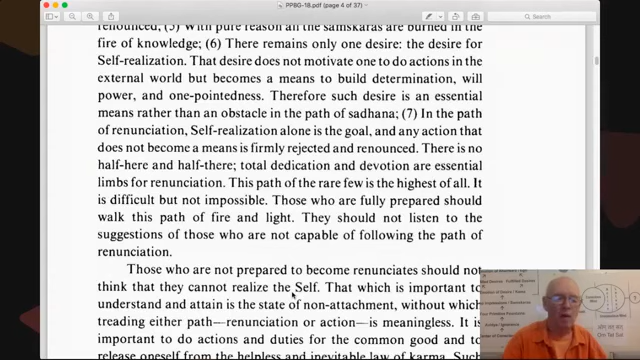 PPBG-18.pdf (page 4 of 37)
Search
renounced; (5) With pure reason all the samskaras are burned in the
fire of knowledge; (6) There remains only one desire: the desire for
Self-realization. That desire does not motivate one to do actions in the
external world but becomes a means to build determination, will
power, and one-pointedness. Therefore such desire is an essential
means rather than an obstacle in the path of sadhana; (7) In the path
of renunciation, Self-realization alone is the goal, and any action that
does not become a means is firmly rejected and renounced. There is no
half-here and half-there; total dedication and devotion are essential
limbs for renunciation. This path of the rare few is the highest of all. It
is difficult but not impossible. Those who are fully prepared should
walk this path of fire and light. They should not listen to the
suggestions of those who are not capable of following the path of
renunciation.
Those who are not prepared to become renunciates should not
think that they cannot realize the Self. That which is important to
understand and attain is the state of non-attachment, without which
treading either path—renunciation or action—is meaningless. It is
important to do actions and duties for the common good and to
release oneself from the helpless and inevitable law of karma. Such
Om Tat Sat